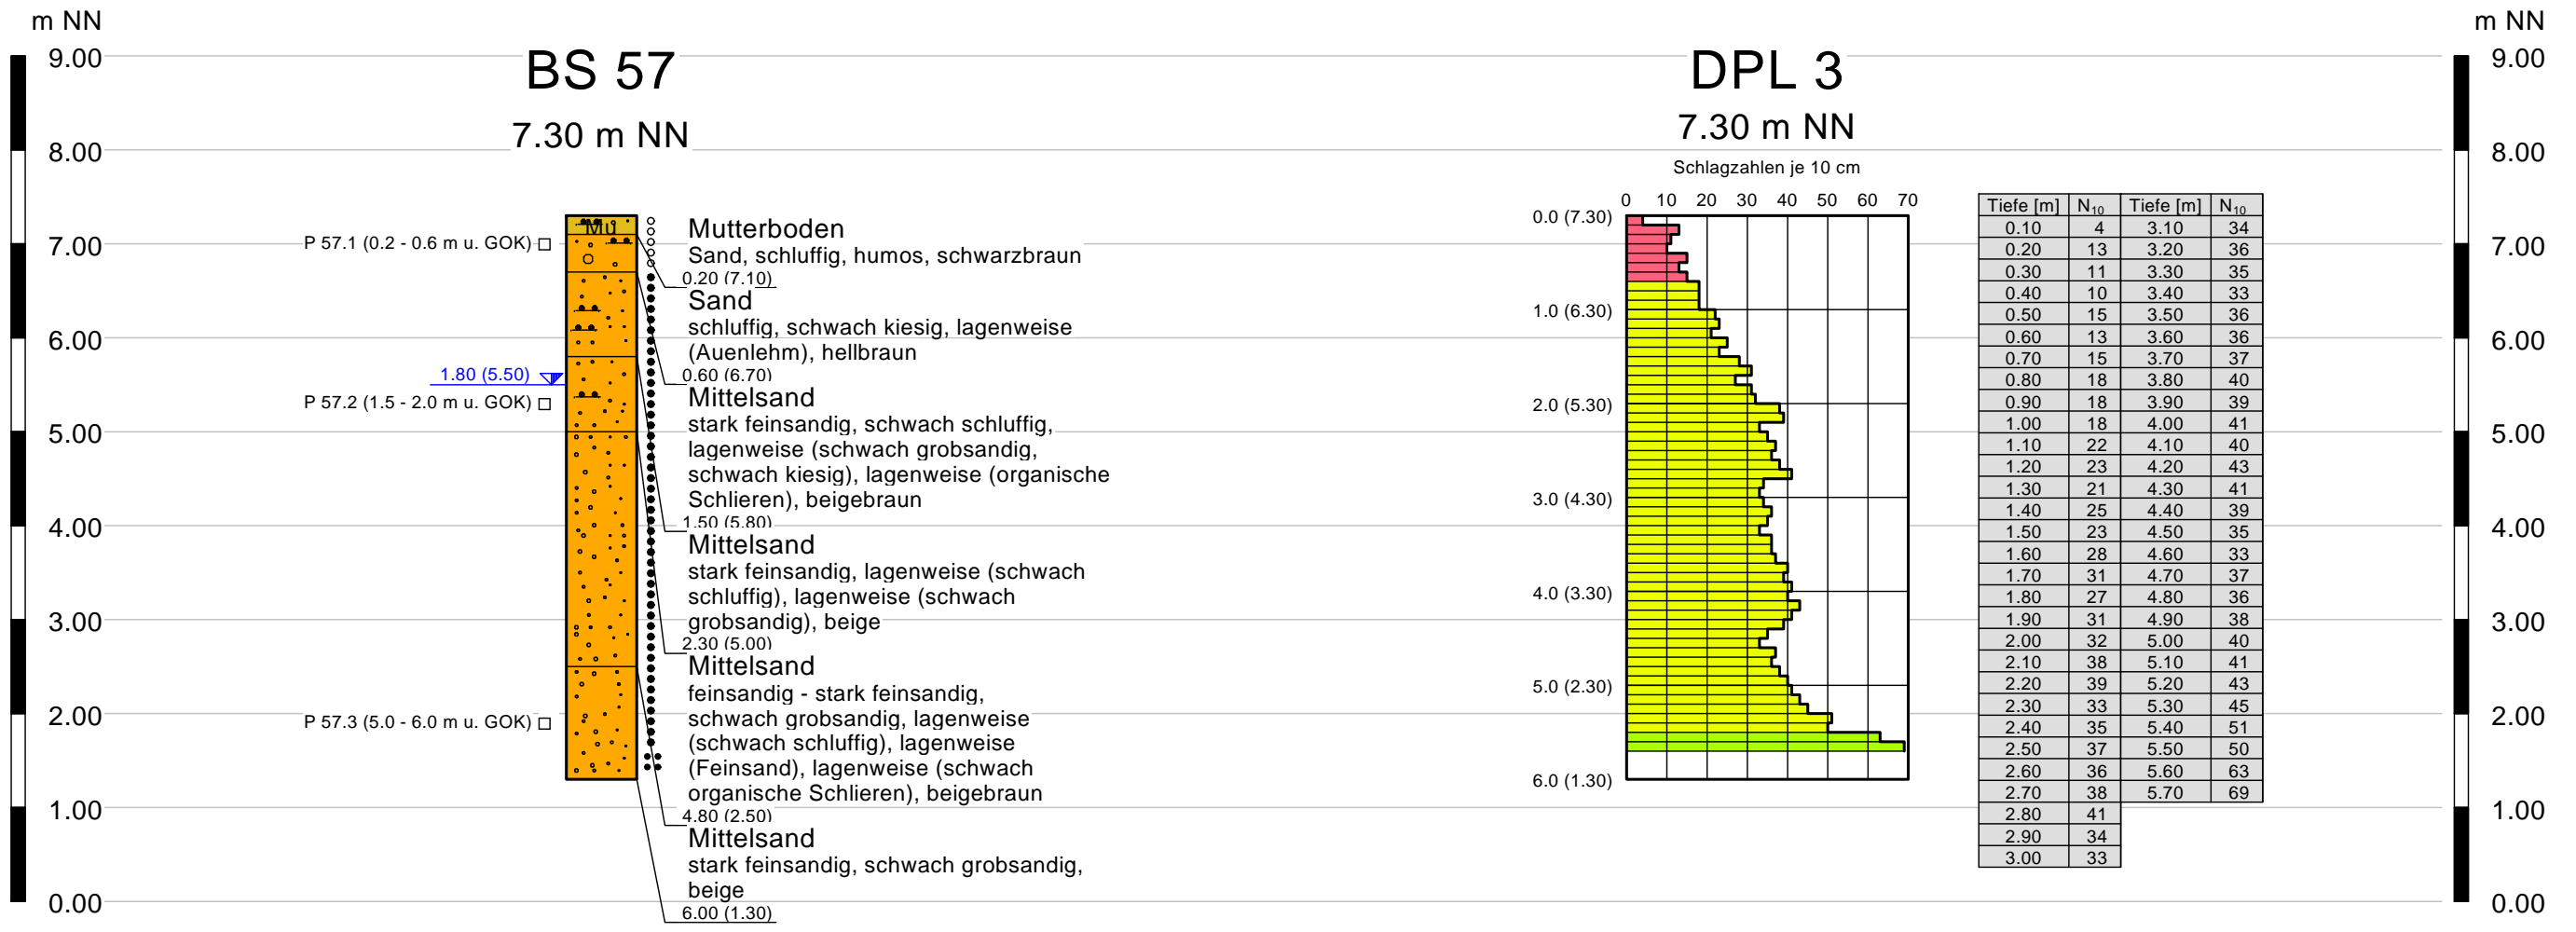 m NN
9.00
8.00
7.00
6.00
5.00
4.00
3.00
2.00
1.00
0.00
BS 57
7.30 m NN
P 57.1 (0.2 - 0.6 m u. GOK)
1.80 (5.50)
P 57.2 (1.5 - 2.0 m u. GOK)
P 57.3 (5.0 - 6.0 m u. GOK)
Mu
Mutterboden
Sand, schluffig, humos, schwarzbraun
0.20 (7.10)
Sand
schluffig, schwach kiesig, lagenweise
(Auenlehm), hellbraun
0.60 (6.70)
Mittelsand
stark feinsandig, schwach schluffig,
lagenweise (schwach grobsandig,
schwach kiesig), lagenweise (organische
Schlieren), beigebraun
1.50 (5.80)
Mittelsand
stark feinsandig, lagenweise (schwach
schluffig), lagenweise (schwach
grobsandig), beige
2.30 (5.00)
Mittelsand
feinsandig - stark feinsandig,
schwach grobsandig, lagenweise
(schwach schluffig), lagenweise
(Feinsand), lagenweise (schwach
organische Schlieren), beigebraun
4.80 (2.50)
Mittelsand
stark feinsandig, schwach grobsandig,
beige
6.00 (1.30)
DPL 3
7.30 m NN
Schlagzahlen je 10 cm
0 10 20 30 40 50 60 70
0.0 (7.30)
1.0 (6.30)
2.0 (5.30)
3.0 (4.30)
4.0 (3.30)
5.0 (2.30)
6.0 (1.30)
Tiefe [m] N10 Tiefe [m] N10
0.10 4 3.10 34
0.20 13 3.20 36
0.30 11 3.30 35
0.40 10 3.40 33
0.50 15 3.50 36
0.60 13 3.60 36
0.70 15 3.70 37
0.80 18 3.80 40
0.90 18 3.90 39
1.00 18 4.00 41
1.10 22 4.10 40
1.20 23 4.20 43
1.30 21 4.30 41
1.40 25 4.40 39
1.50 23 4.50 35
1.60 28 4.60 33
1.70 31 4.70 37
1.80 27 4.80 36
1.90 31 4.90 38
2.00 32 5.00 40
2.10 38 5.10 41
2.20 39 5.20 43
2.30 33 5.30 45
2.40 35 5.40 51
2.50 37 5.50 50
2.60 36 5.60 63
2.70 38 5.70 69
2.80 41
2.90 34
3.00 33
m NN
9.00
8.00
7.00
6.00
5.00
4.00
3.00
2.00
1.00
0.00